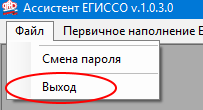 Ассистент ЕГИССО v.1.0.3.0
Файл Первичное наполнение Е
Смена пароля
Выход